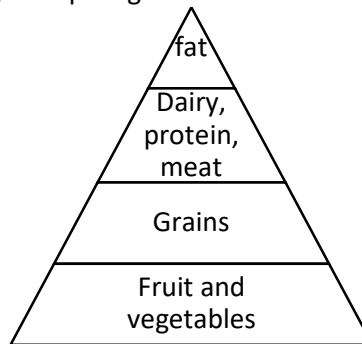 fat
Dairy,
protein,
meat
Grains
Fruit and
vegetables